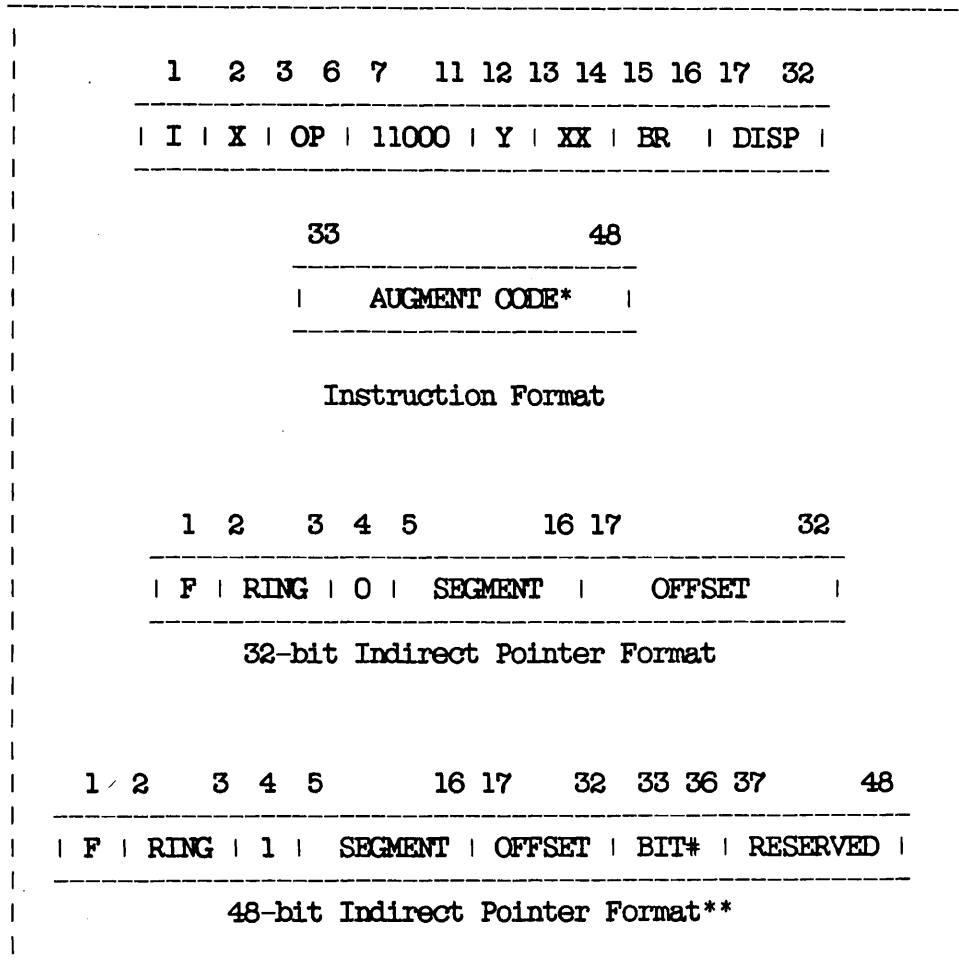 1 2 3 6 7 11 12 13 14 15 16 17 32
| I | X | OP | 11000 | Y | XX | BR | DISP |
33 48
| AUGMENT CODE* |
Instruction Format
1 2 3 4 5 16 17 32
| F | RING | 0 | SEGMENT | OFFSET |
32-bit Indirect Pointer Format
1 2 3 4 5 16 17 32 33 36 37 48
| F | RING | 1 | SEGMENT | OFFSET | BIT# | RESERVED |
48-bit Indirect Pointer Format**